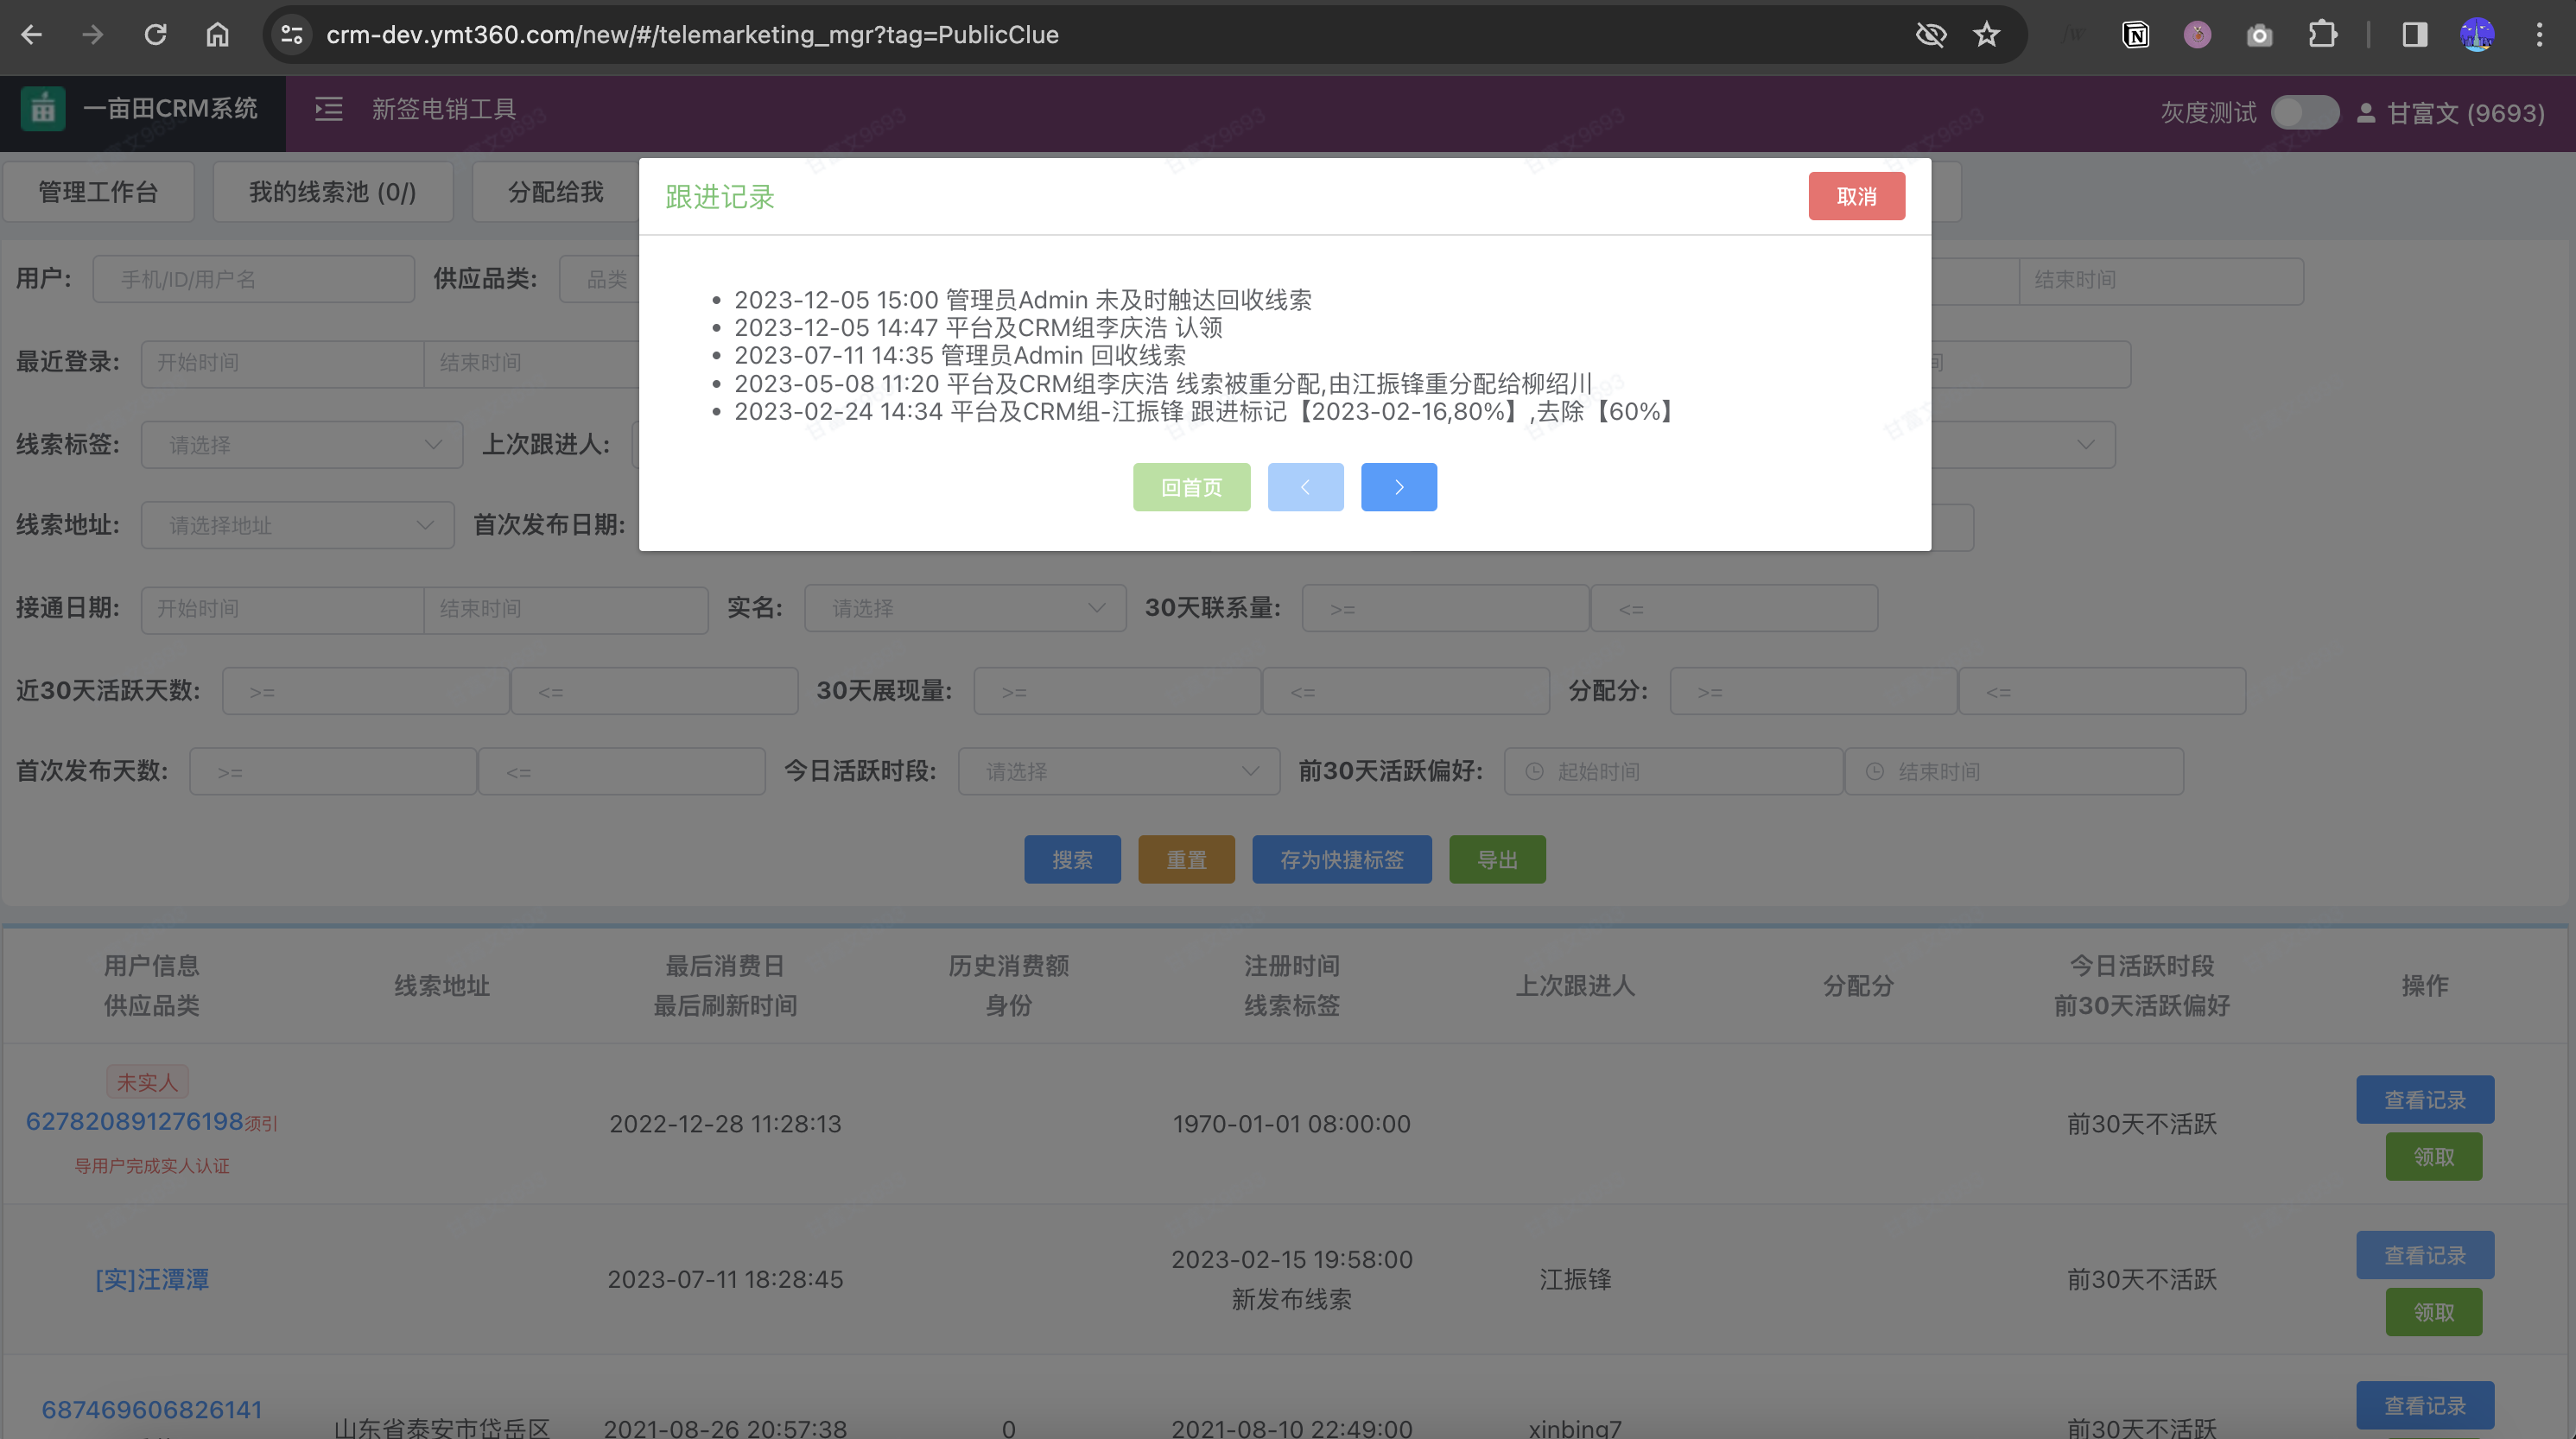 crm-dev.ymt360.com/new/#/telemarketing_mgr?tag=PublicClue
一亩田CRM系统
新签电销工具
灰度测试
甘富文 (9693)
管理工作台
我的线索池 (0/)
分配给我
跟进记录
取消
用户:
手机/ID/用户名
供应品类:
品类
结束时间
2023-12-05 15:00 管理员Admin 未及时触达回收线索
2023-12-05 14:47 平台及CRM组李庆浩 认领
2023-07-11 14:35 管理员Admin 回收线索
2023-05-08 11:20 平台及CRM组李庆浩 线索被重分配,由江振锋重分配给柳绍川
2023-02-24 14:34 平台及CRM组-江振锋 跟进标记【2023-02-16,80%】,去除【60%】
回首页
最近登录:
开始时间
结束时间
线索标签:
请选择
上次跟进人:
线索地址:
请选择地址
首次发布日期:
接通日期:
开始时间
结束时间
实名:
请选择
30天联系量:
>=
<=
近30天活跃天数:
>=
<=
30天展现量:
>=
<=
分配分:
>=
<=
首次发布天数:
>=
<=
今日活跃时段:
请选择
前30天活跃偏好:
起始时间
结束时间
搜索
重置
存为快捷标签
导出
用户信息
供应品类
线索地址
最后消费日
最后刷新时间
历史消费额
身份
注册时间
线索标签
上次跟进人
分配分
今日活跃时段
前30天活跃偏好
操作
未实人
627820891276198须引
导用户完成实人认证
2022-12-28 11:28:13
1970-01-01 08:00:00
前30天不活跃
查看记录
领取
[实]汪潭潭
2023-07-11 18:28:45
2023-02-15 19:58:00
新发布线索
江振锋
前30天不活跃
查看记录
领取
687469606826141
山东省泰安市岱岳区
2021-08-26 20:57:38
0
2021-08-10 22:49:00
xinbing7
前30天不活跃
查看记录